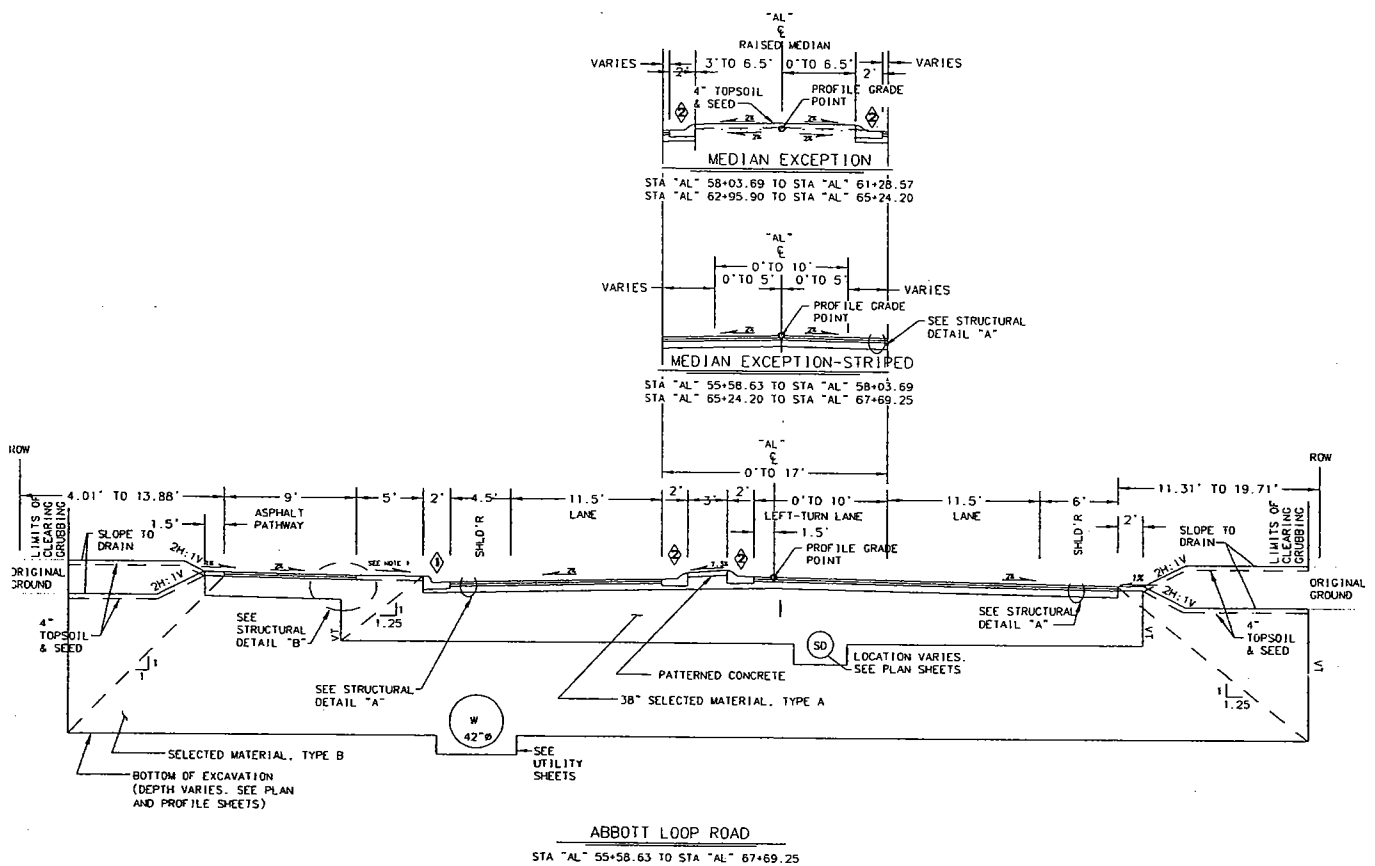 "AL"
℄
RAISED MEDIAN
VARIES 2' 3' TO 6.5' 0' TO 6.5' 2' VARIES
4" TOPSOIL & SEED
PROFILE GRADE POINT
2 2
2% 2%
2% 2%
MEDIAN EXCEPTION
STA "AL" 58+03.69 TO STA "AL" 61+28.57
STA "AL" 62+95.90 TO STA "AL" 65+24.20
"AL"
℄
0' TO 10'
VARIES 0' TO 5' 0' TO 5' VARIES
PROFILE GRADE POINT
2% 2%
SEE STRUCTURAL DETAIL "A"
MEDIAN EXCEPTION-STRIPED
STA "AL" 55+58.63 TO STA "AL" 58+03.69
STA "AL" 65+24.20 TO STA "AL" 67+69.25
"AL"
℄
0' TO 17'
ROW ROW
4.01' TO 13.88' 9' 5' 2' 4.5' 11.5' 2' 3' 2' 0' TO 10' 11.5' 6' 11.31' TO 19.71'
ASPHALT PATHWAY
SHLD'R
LANE
LEFT-TURN LANE
LANE
SHLD'R
1.5' 1.5' 2'
LIMITS OF CLEARING GRUBBING
SLOPE TO DRAIN
2H:1V
2H:1V
ORIGINAL GROUND
2%
SEE NOTE
1 2 2
PROFILE GRADE POINT
2% 2%
1%
SLOPE TO DRAIN
LIMITS OF CLEARING GRUBBING
2H:1V
2H:1V
ORIGINAL GROUND
4" TOPSOIL & SEED
SEE STRUCTURAL DETAIL "B"
VT
1
1.25
SEE STRUCTURAL DETAIL "A"
VT
4" TOPSOIL & SEED
VT
1
1
SEE STRUCTURAL DETAIL "A"
PATTERNED CONCRETE
38" SELECTED MATERIAL, TYPE A
SD
LOCATION VARIES. SEE PLAN SHEETS
1
1.25
W
42"Ø
SELECTED MATERIAL, TYPE B
BOTTOM OF EXCAVATION
(DEPTH VARIES. SEE PLAN
AND PROFILE SHEETS)
SEE UTILITY SHEETS
ABBOTT LOOP ROAD
STA "AL" 55+58.63 TO STA "AL" 67+69.25